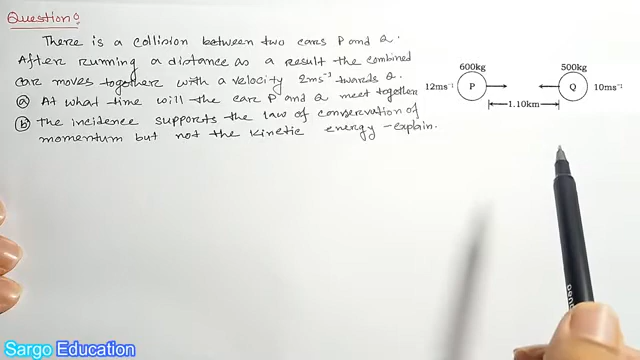 Question:
There is a collision between two cars P and Q.
After running a distance as a result the combined
car moves together with a velocity 2ms⁻¹ towards Q.
ⓐ At what time will the car P and Q meet together
ⓑ The incidence supports the law of conservation of
momentum but not the kinetic energy - explain.
600kg 500kg
12ms⁻¹ P Q 10ms⁻¹
1.10km
Sargo Education